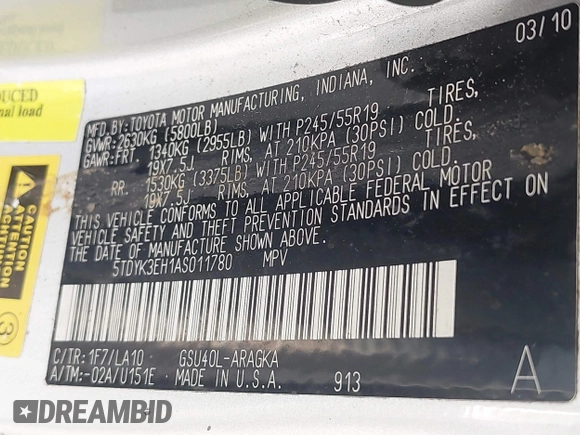 03/10
MFD.BY:TOYOTA MOTOR MANUFACTURING, INDIANA, INC.
GVWR:2630KG (5800LB)
GAWR:FRT. 1340KG (2955LB) WITH P245/55R19 TIRES,
19X7.5J RIMS, AT 210KPA (30PSI) COLD.
RR. 1530KG (3375LB) WITH P245/55R19 TIRES,
19X7.5J RIMS, AT 210KPA (30PSI) COLD.
THIS VEHICLE CONFORMS TO ALL APPLICABLE FEDERAL MOTOR
VEHICLE SAFETY AND THEFT PREVENTION STANDARDS IN EFFECT ON
THE DATE OF MANUFACTURE SHOWN ABOVE.
5TDYK3EH1AS011780 MPV
C/TR: 1F7/LA10 GSU40L-ARAGKA
A/TM:-02A/U151E MADE IN U.S.A. 913
A
UCED
nal load
CAUTION
ATTENTION
3
DREAMBID